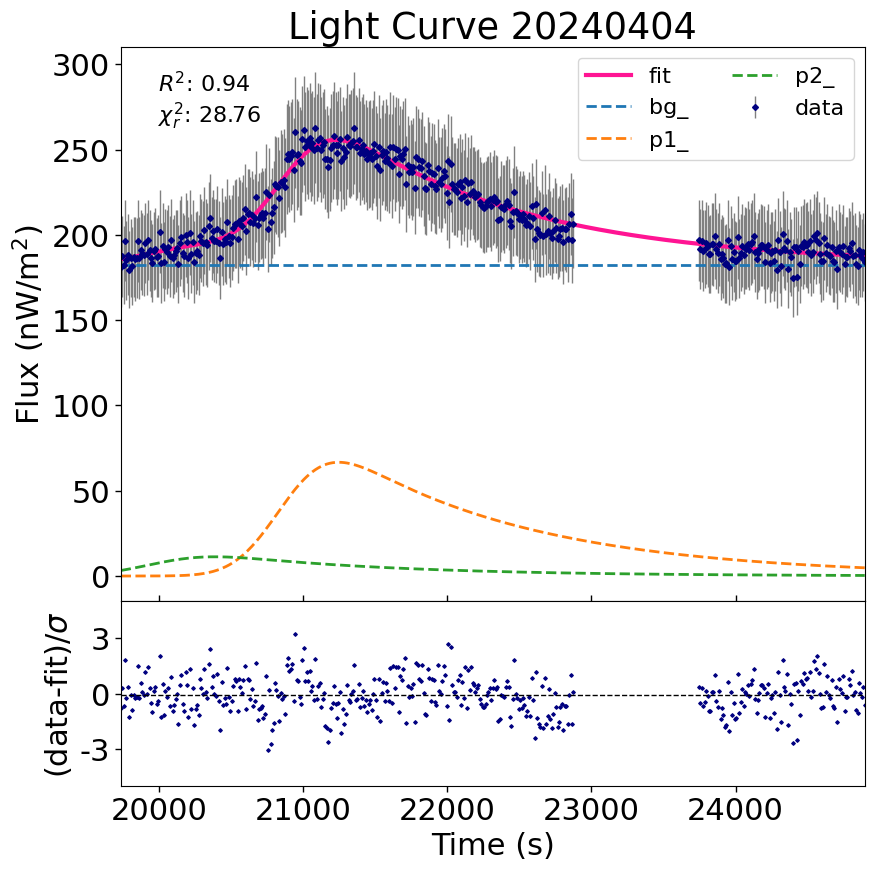 Light Curve 20240404
R²: 0.94
χ²ᵣ: 28.76
fit
bg_
p1_
p2_
data
Flux (nW/m²)
300
250
200
150
100
50
0
(data-fit)/σ
3
0
-3
20000 21000 22000 23000 24000
Time (s)